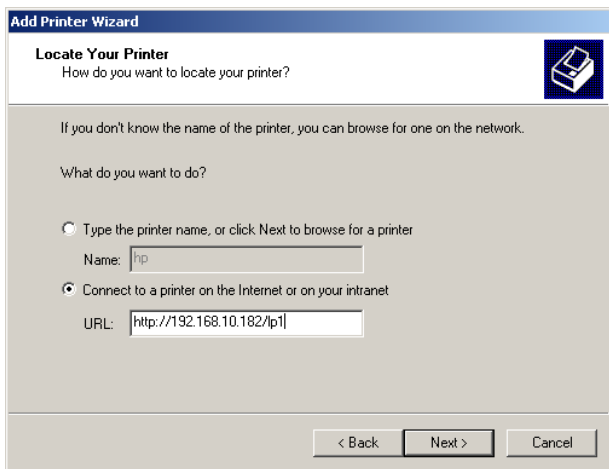 Add Printer Wizard
Locate Your Printer
How do you want to locate your printer?
If you don't know the name of the printer, you can browse for one on the network.
What do you want to do?
Type the printer name, or click Next to browse for a printer
Name: hp
Connect to a printer on the Internet or on your intranet
URL: http://192.168.10.182/lp1
< Back Next > Cancel